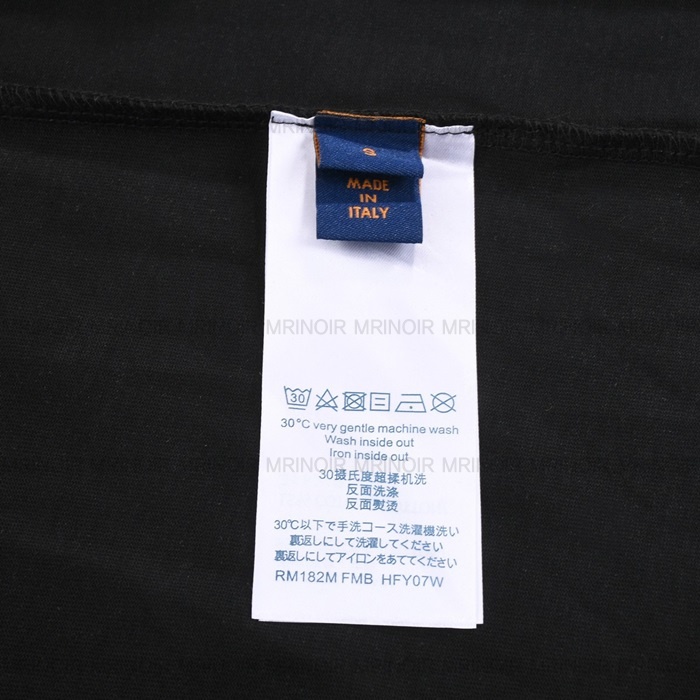 S
MADE
IN
ITALY
MRINOIR MRINOIR MRINOIR MRINOIR MRINOIR MRINOIR MRINOIR MRINOIR
30
30°C very gentle machine wash
Wash inside out
Iron inside out
30摄氏度超揉机洗
反面洗涤
反面熨烫
30℃以下で手洗コース洗濯機洗い
裏返しにして洗濯してください
裏返しにしてアイロンをあててください
RM182M FMB HFY07W